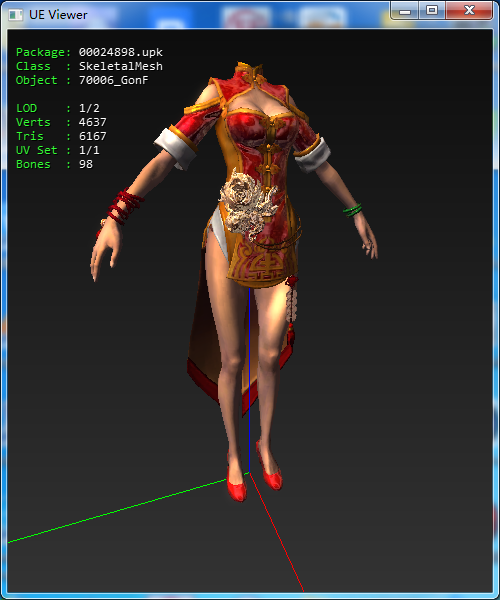 UE Viewer
Package: 00024898.upk
Class : SkeletalMesh
Object : 70006_GonF
LOD : 1/2
Verts : 4637
Tris : 6167
UV Set : 1/1
Bones : 98